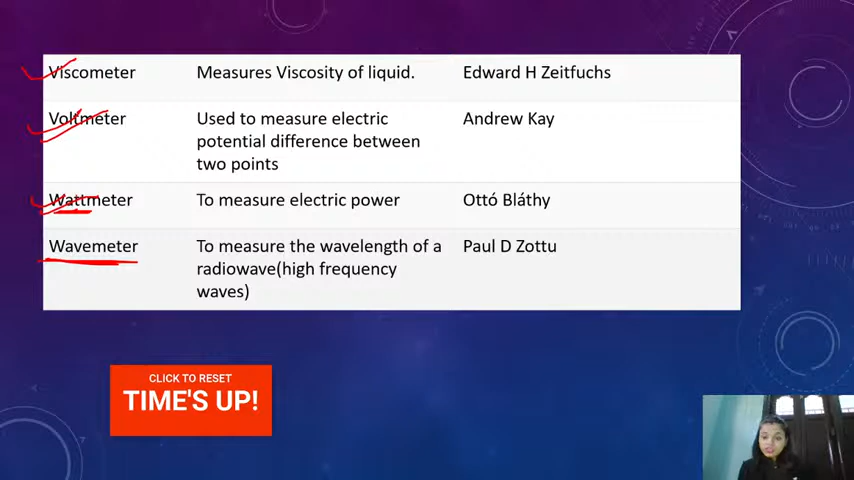 Viscometer Measures Viscosity of liquid. Edward H Zeitfuchs
Voltmeter Used to measure electric Andrew Kay
potential difference between
two points
Wattmeter To measure electric power Ottó Bláthy
Wavemeter To measure the wavelength of a Paul D Zottu
radiowave(high frequency
waves)
CLICK TO RESET
TIME'S UP!